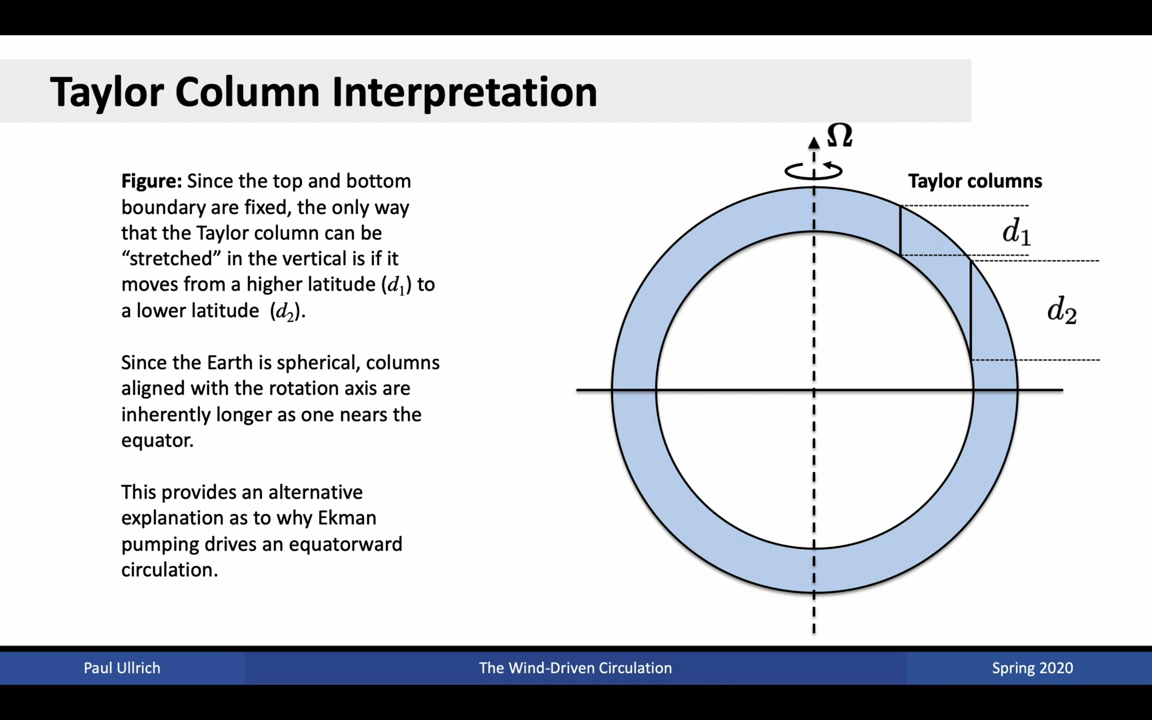 Taylor Column Interpretation
Ω
Figure: Since the top and bottom
boundary are fixed, the only way
that the Taylor column can be
“stretched” in the vertical is if it
moves from a higher latitude (d₁) to
a lower latitude (d₂).
Since the Earth is spherical, columns
aligned with the rotation axis are
inherently longer as one nears the
equator.
This provides an alternative
explanation as to why Ekman
pumping drives an equatorward
circulation.
Taylor columns
d₁
d₂
Paul Ullrich
The Wind-Driven Circulation
Spring 2020